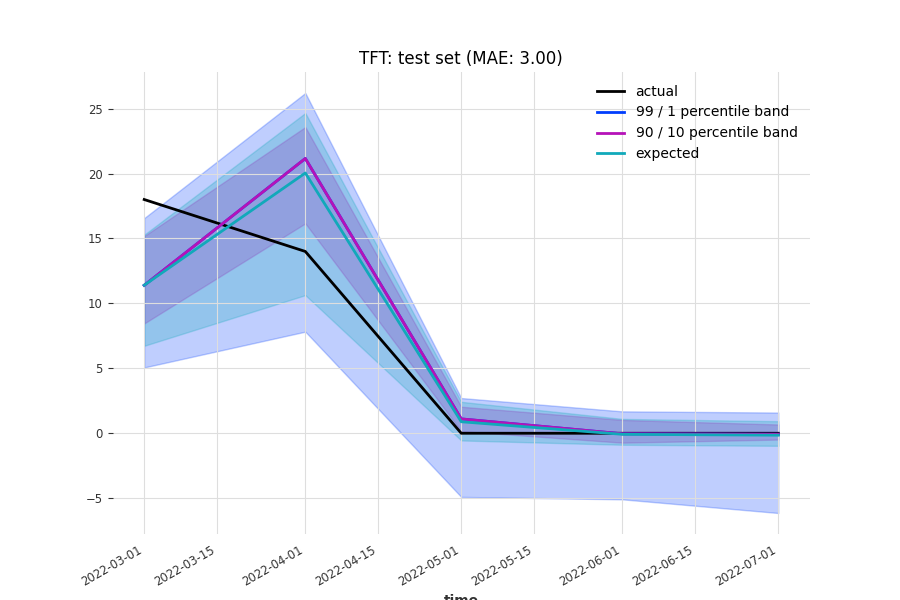 TFT: test set (MAE: 3.00)
actual
99 / 1 percentile band
90 / 10 percentile band
expected
25
20
15
10
5
0
−5
2022-03-01
2022-03-15
2022-04-01
2022-04-15
2022-05-01
2022-05-15
2022-06-01
2022-06-15
2022-07-01
time